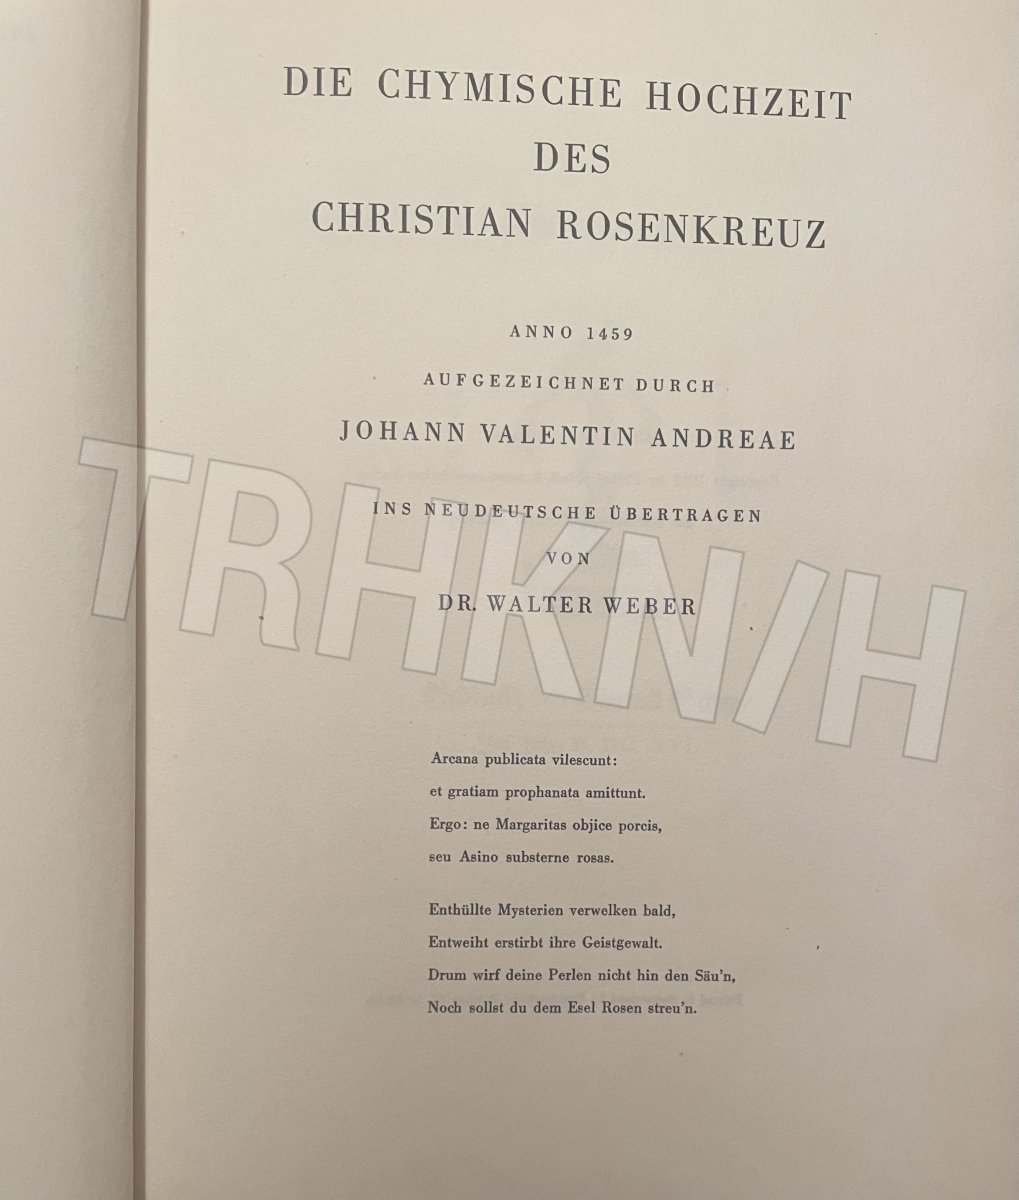 DIE CHYMISCHE HOCHZEIT
DES
CHRISTIAN ROSENKREUZ
ANNO 1459
AUFGEZEICHNET DURCH
JOHANN VALENTIN ANDREAE
INS NEUDEUTSCHE ÜBERTRAGEN
VON
DR. WALTER WEBER
TRHKN/H
Arcana publicata vilescunt:
et gratiam prophanata amittunt.
Ergo: ne Margaritas objice porcis,
seu Asino substerne rosas.
Enthüllte Mysterien verwelken bald,
Entweiht erstirbt ihre Geistgewalt.
Drum wirf deine Perlen nicht hin den Säu'n,
Noch sollst du dem Esel Rosen streu'n.